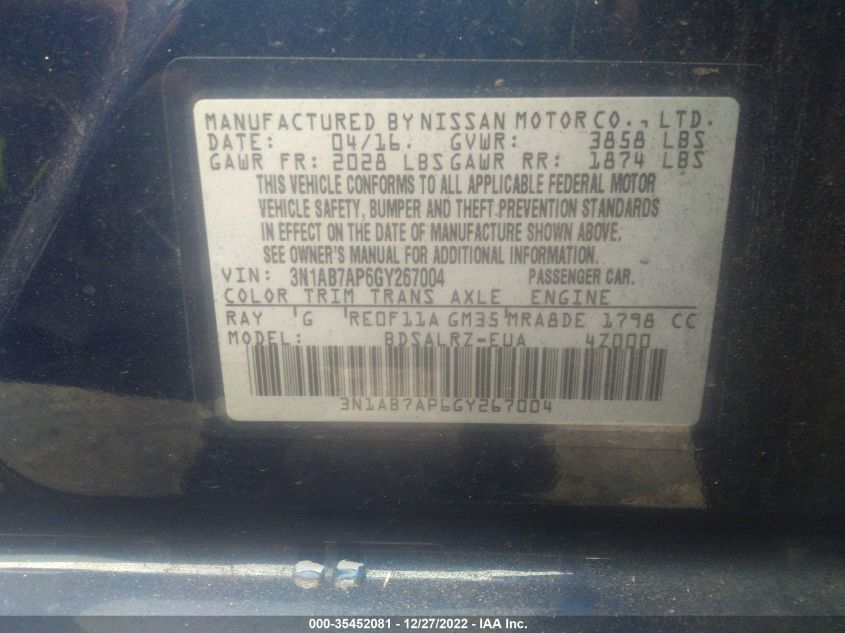 MANUFACTURED BY NISSAN MOTOR CO., LTD.
DATE: 04/16. GVWR: 3858 LBS
GAWR FR: 2028 LBS GAWR RR: 1874 LBS
THIS VEHICLE CONFORMS TO ALL APPLICABLE FEDERAL MOTOR
VEHICLE SAFETY, BUMPER AND THEFT PREVENTION STANDARDS
IN EFFECT ON THE DATE OF MANUFACTURE SHOWN ABOVE.
SEE OWNER'S MANUAL FOR ADDITIONAL INFORMATION.
VIN: 3N1AB7AP6GY267004 PASSENGER CAR.
COLOR TRIM TRANS AXLE ENGINE
RAY G RE0F11A GM35 MRA8DE 1798 CC
MODEL: BDSALRZ-EUA 4Z000
3N1AB7AP6GY267004
000-35452081 - 12/27/2022 - IAA Inc.